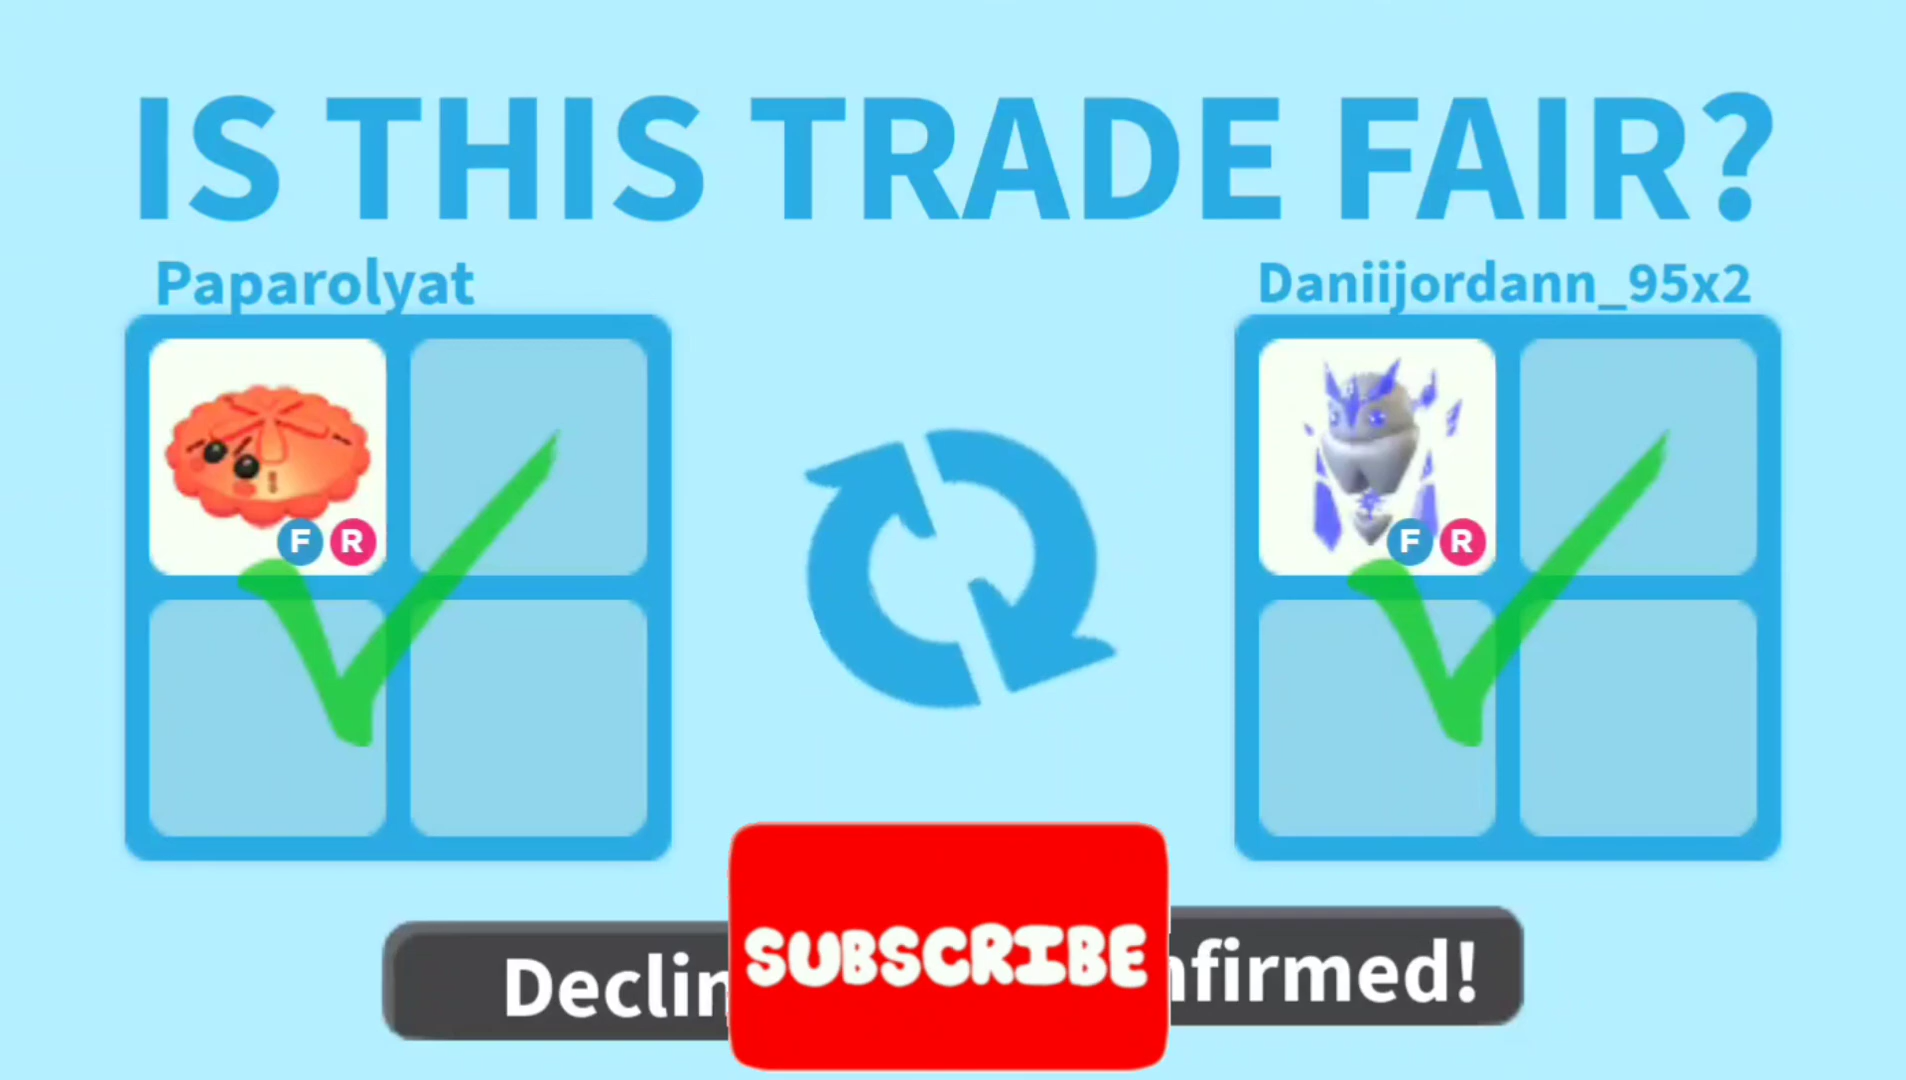 IS THIS TRADE FAIR?
Paparolyat
Daniijordann_95x2
F R
F R
Declin
SUBSCRIBE
nfirmed!